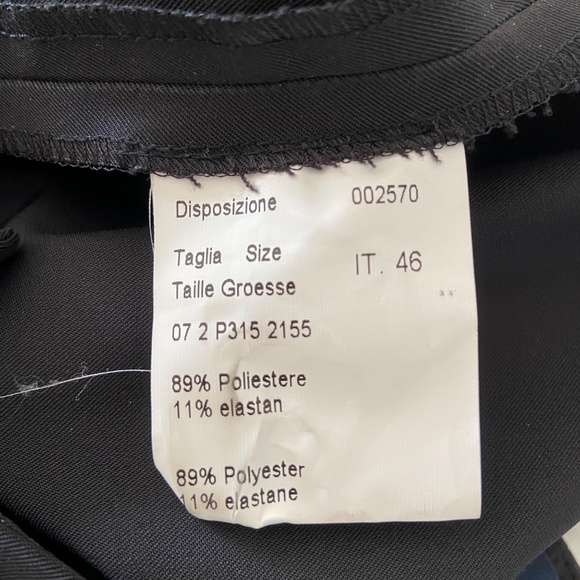 Disposizione 002570
Taglia Size IT. 46
Taille Groesse
07 2 P315 2155
89% Poliestere
11% elastan
89% Polyester
11% elastane